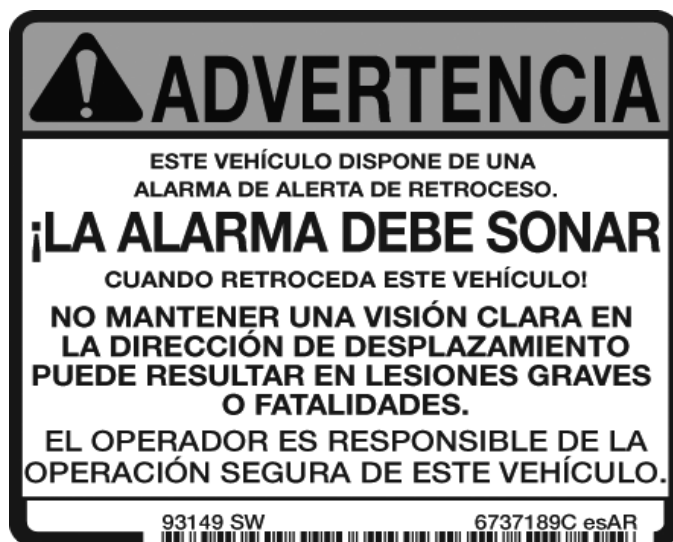 ADVERTENCIA
ESTE VEHÍCULO DISPONE DE UNA
ALARMA DE ALERTA DE RETROCESO.
¡LA ALARMA DEBE SONAR
CUANDO RETROCEDA ESTE VEHÍCULO!
NO MANTENER UNA VISIÓN CLARA EN
LA DIRECCIÓN DE DESPLAZAMIENTO
PUEDE RESULTAR EN LESIONES GRAVES
O FATALIDADES.
EL OPERADOR ES RESPONSIBLE DE LA
OPERACIÓN SEGURA DE ESTE VEHÍCULO.
93149 SW 6737189C esAR